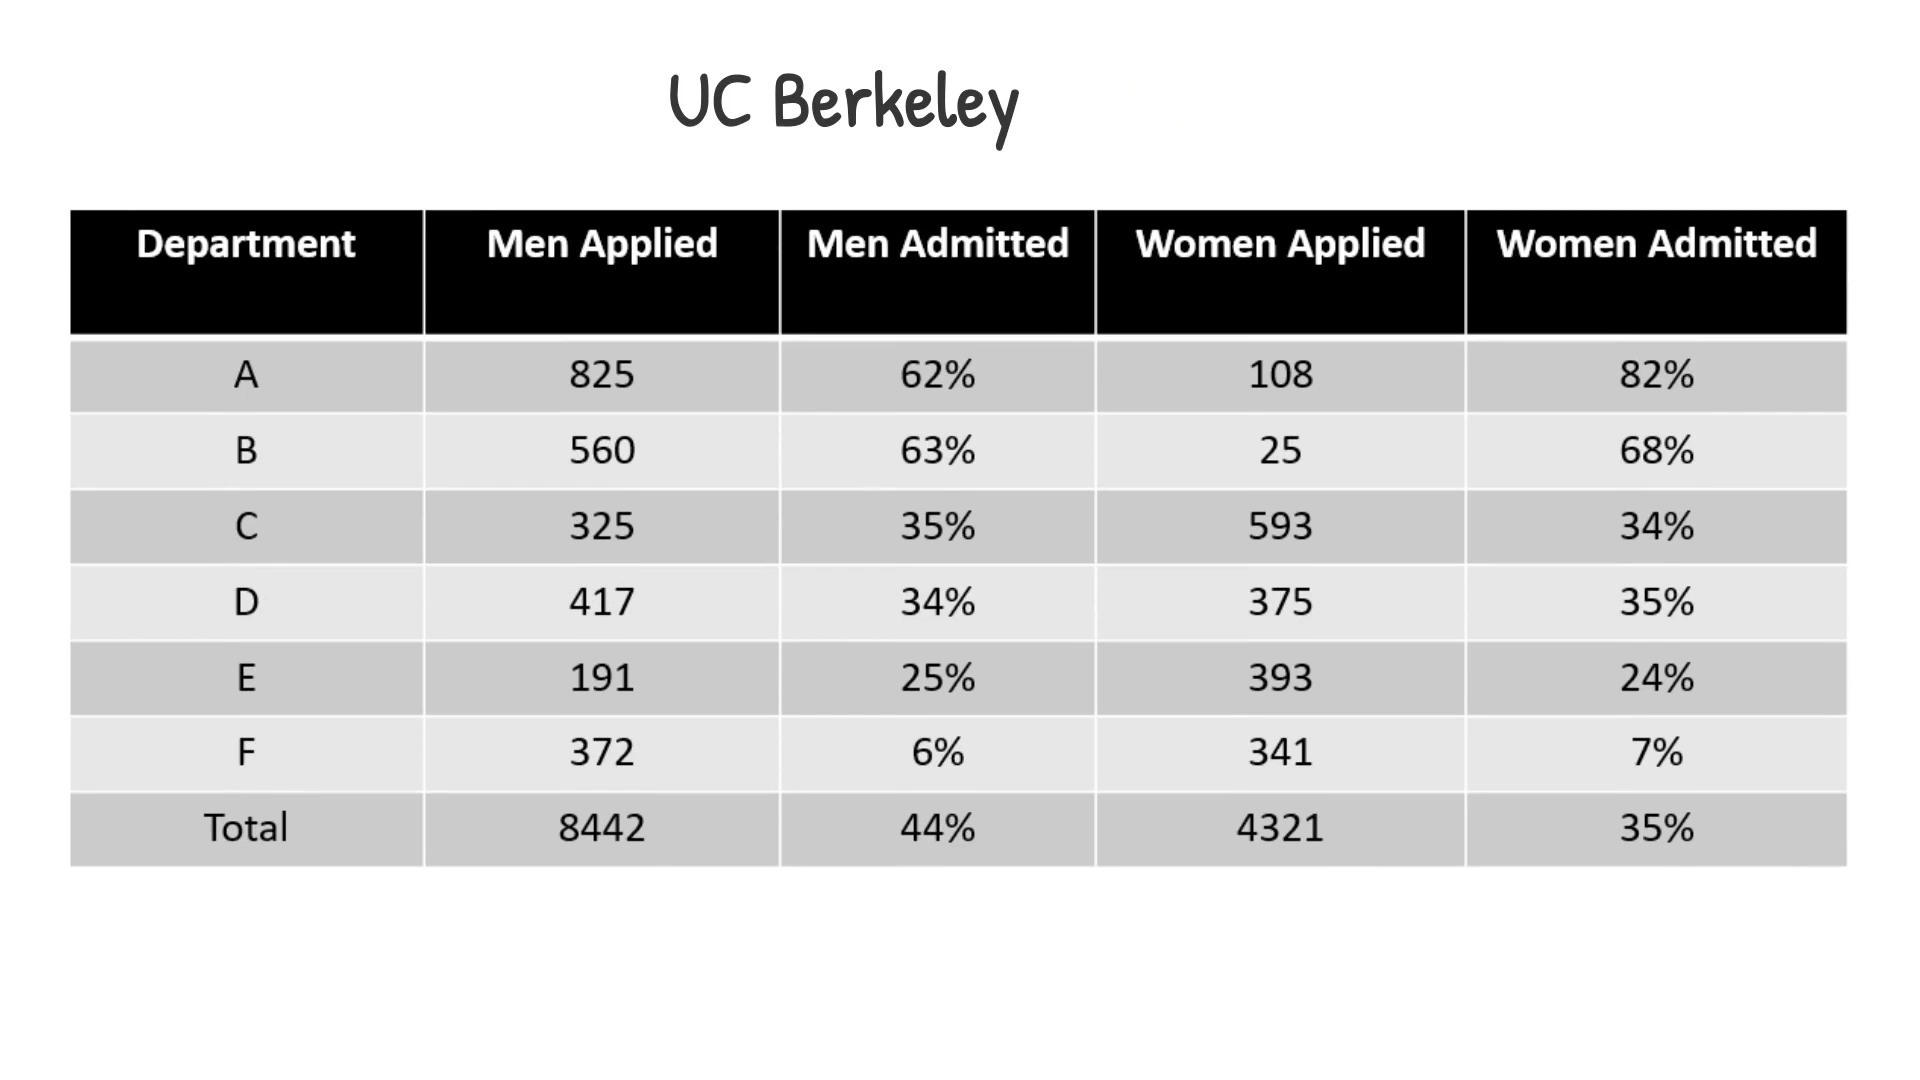 UC Berkeley
Department Men Applied Men Admitted Women Applied Women Admitted
A 825 62% 108 82%
B 560 63% 25 68%
C 325 35% 593 34%
D 417 34% 375 35%
E 191 25% 393 24%
F 372 6% 341 7%
Total 8442 44% 4321 35%